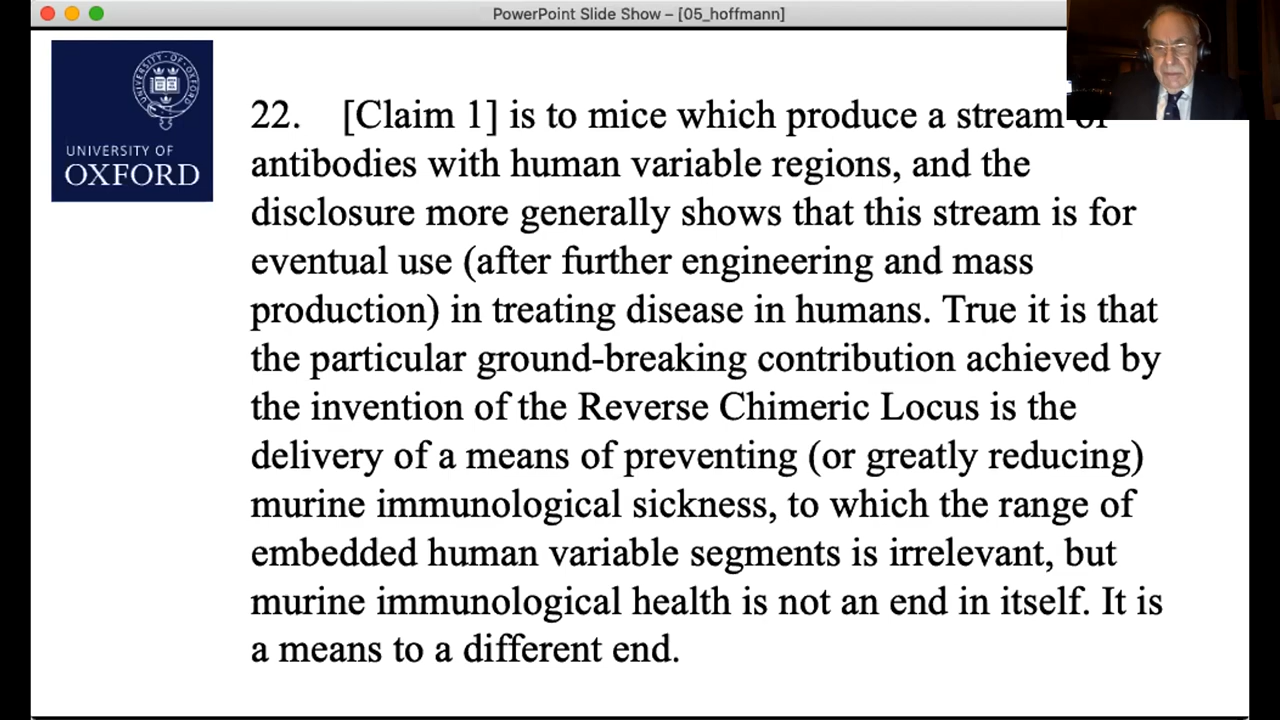 PowerPoint Slide Show – [05_hoffmann]
UNIVERSITY OF
OXFORD
22. [Claim 1] is to mice which produce a stream of
antibodies with human variable regions, and the
disclosure more generally shows that this stream is for
eventual use (after further engineering and mass
production) in treating disease in humans. True it is that
the particular ground-breaking contribution achieved by
the invention of the Reverse Chimeric Locus is the
delivery of a means of preventing (or greatly reducing)
murine immunological sickness, to which the range of
embedded human variable segments is irrelevant, but
murine immunological health is not an end in itself. It is
a means to a different end.